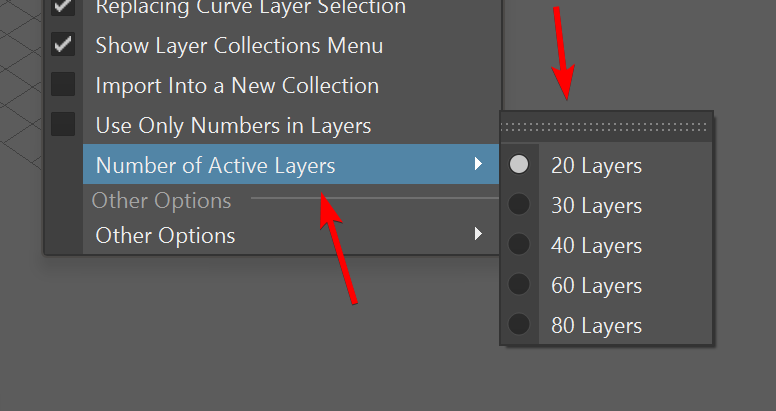 Replacing Curve Layer Selection
Show Layer Collections Menu
Import Into a New Collection
Use Only Numbers in Layers
Number of Active Layers
Other Options
Other Options
20 Layers
30 Layers
40 Layers
60 Layers
80 Layers